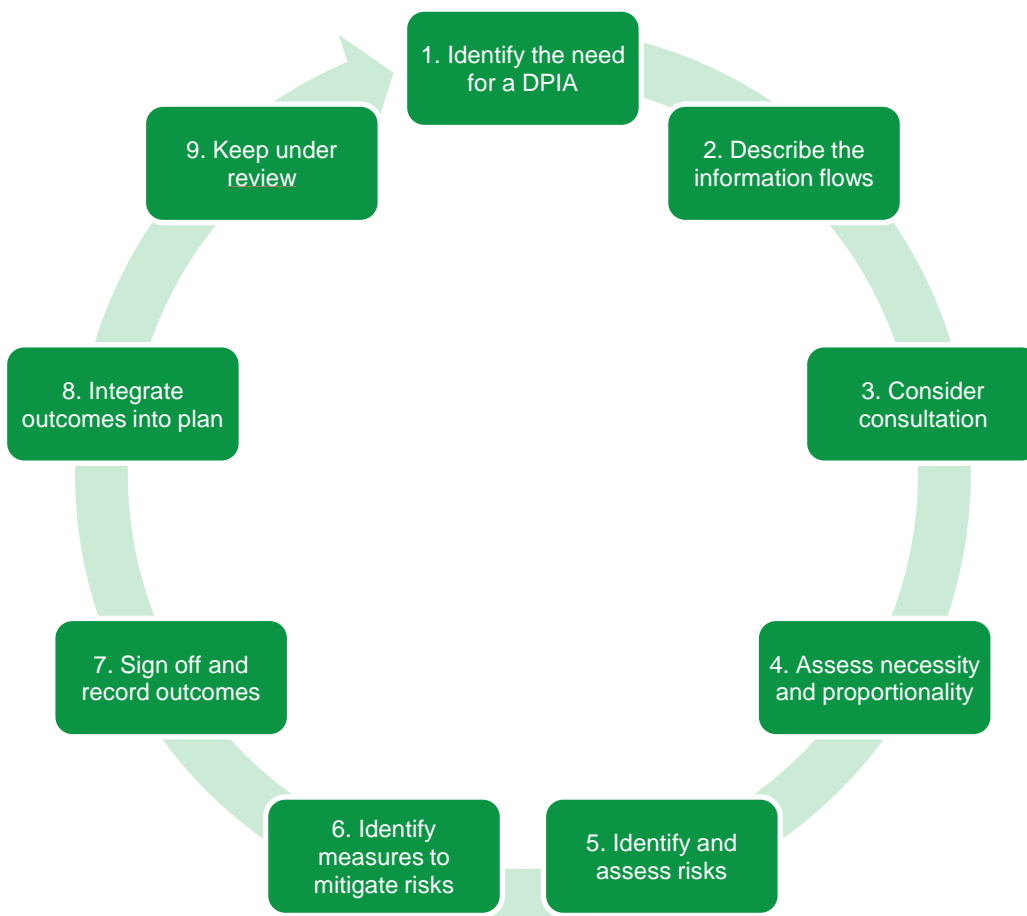 1. Identify the need
for a DPIA
2. Describe the
information flows
3. Consider
consultation
4. Assess necessity
and proportionality
5. Identify and
assess risks
6. Identify
measures to
mitigate risks
7. Sign off and
record outcomes
8. Integrate
outcomes into plan
9. Keep under
review